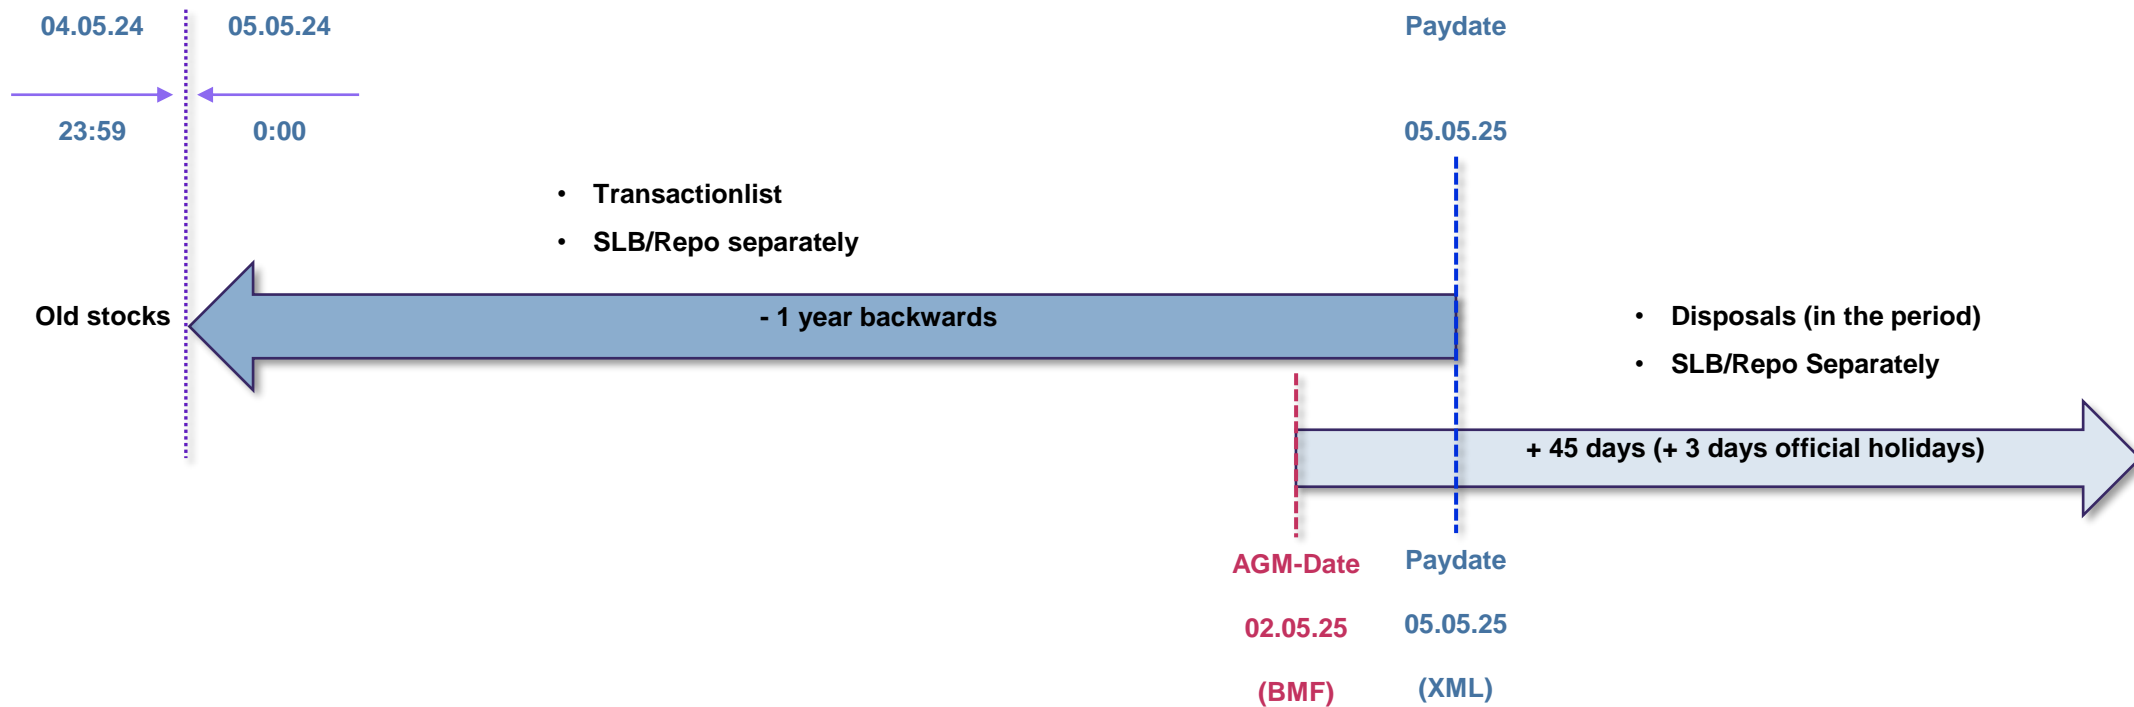 04.05.24 05.05.24 Paydate
23:59 0:00 05.05.25
• Transactionlist
• SLB/Repo separately
Old stocks - 1 year backwards
• Disposals (in the period)
• SLB/Repo Separately
+ 45 days (+ 3 days official holidays)
AGM-Date Paydate
02.05.25 05.05.25
(BMF) (XML)